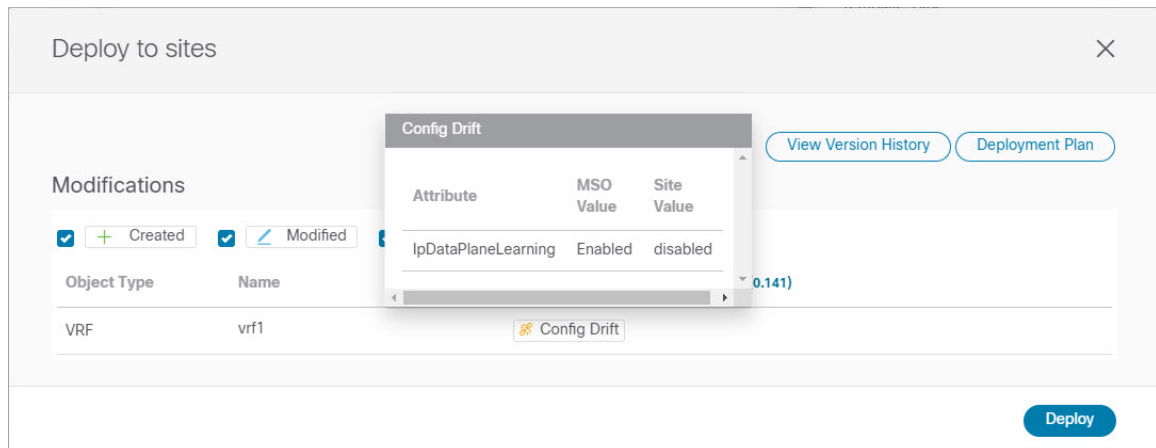 Deploy to sites
Config Drift
View Version History
Deployment Plan
Attribute
MSO Value
Site Value
Modifications
Created
Modified
IpDataPlaneLearning Enabled disabled
Object Type Name
0.141)
VRF vrf1 Config Drift
Deploy